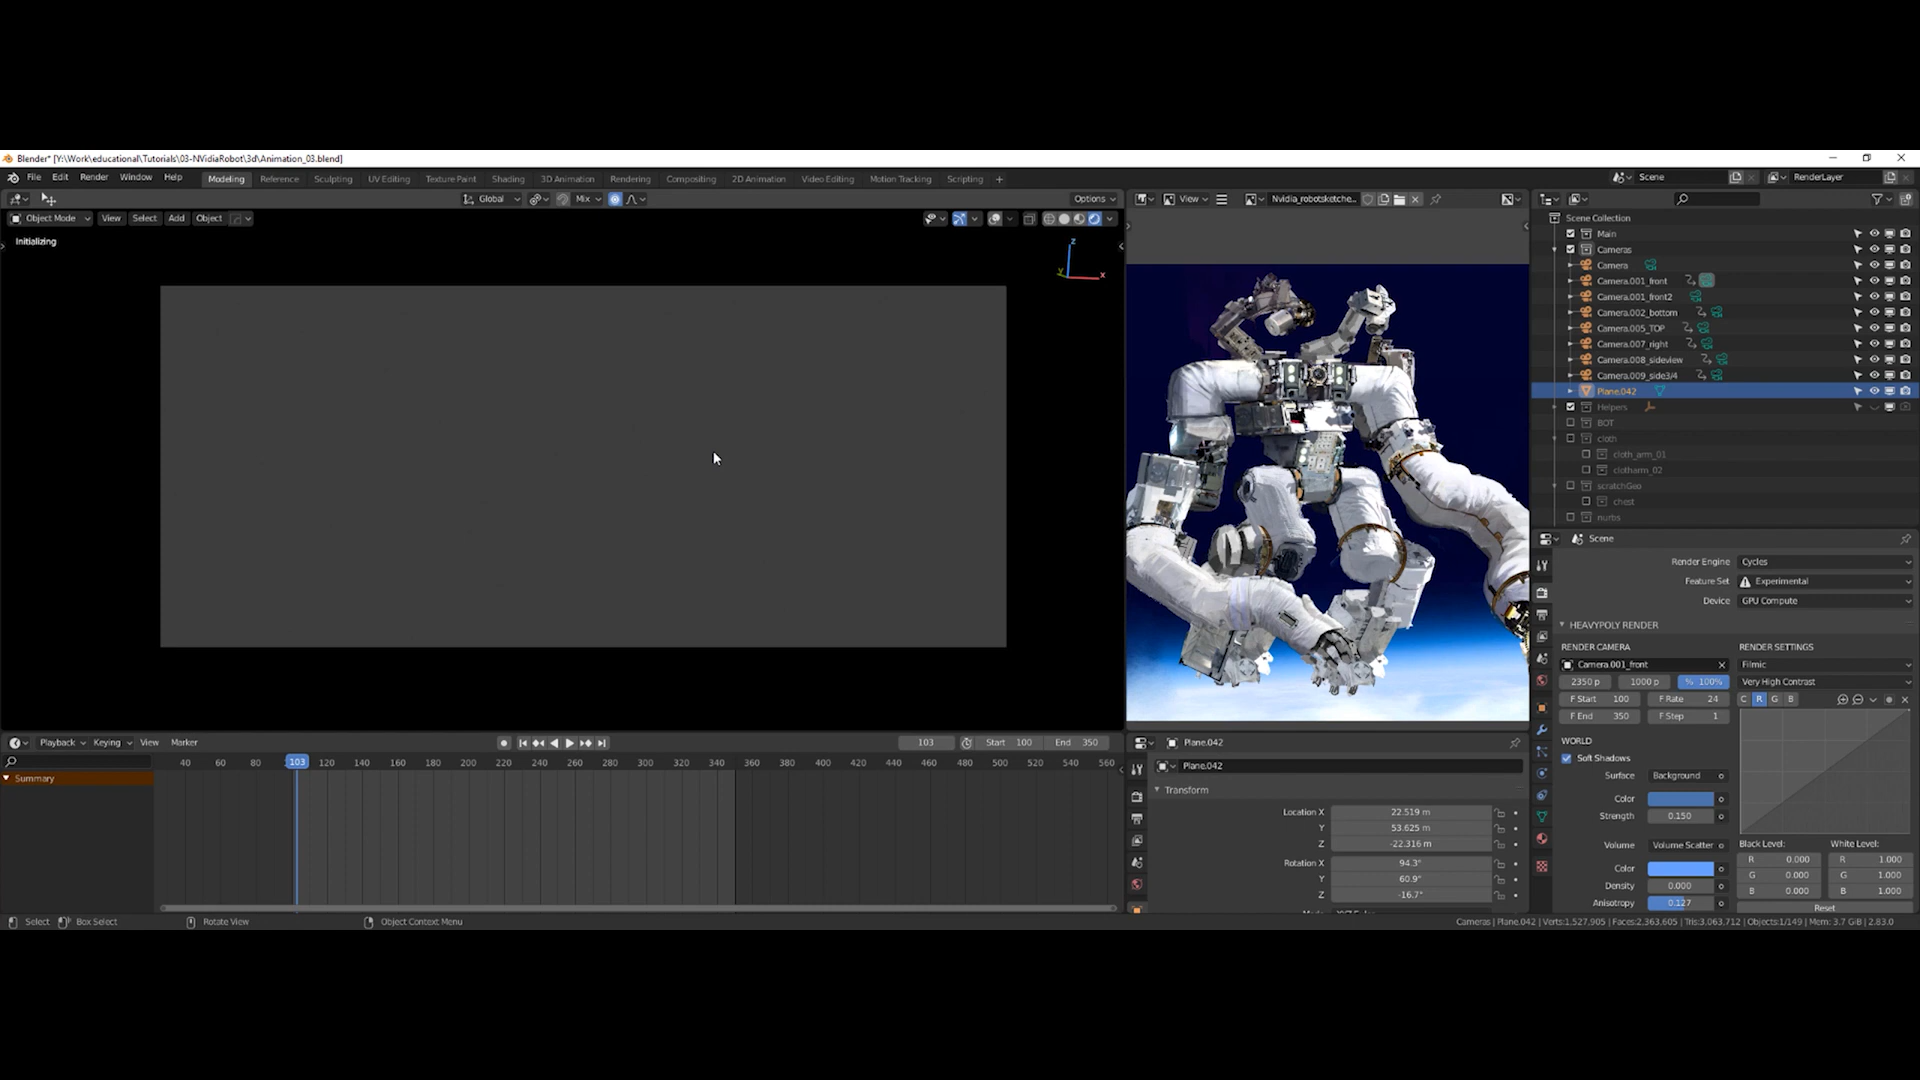 Blender* [Y:\Work\educational\Tutorials\03-NVidiaRobot\3d\Animation_03.blend]
File Edit Render Window Help Modeling Reference Sculpting UV Editing Texture Paint Shading 3D Animation Rendering Compositing 2D Animation Video Editing Motion Tracking Scripting + Scene RenderLayer
Global Mix Options View Nvidia_robotsketche...
Object Mode View Select Add Object
Initializing
Z
Y
X
Scene Collection
Main
Cameras
Camera
Camera.001_front
Camera.001_front2
Camera.002_bottom
Camera.005_TOP
Camera.007_right
Camera.008_sideview
Camera.009_side3/4
Plane.042
Helpers
BOT
cloth
cloth_arm_01
clotharm_02
scratchGeo
chest
nurbs
Scene
Render Engine Cycles
Feature Set Experimental
Device GPU Compute
HEAVYPOLY RENDER
RENDER CAMERA RENDER SETTINGS
Camera.001_front Filmic
2350 p 1000 p % 100% Very High Contrast
F Start 100 F Rate 24 C R G B
F End 350 F Step 1
WORLD
Soft Shadows
Surface Background
Color
Strength 0.150
Volume Volume Scatter Black Level: White Level:
Color R 0.000 R 1.000
Density 0.000 G 0.000 G 1.000
Anisotropy 0.127 B 0.000 B 1.000
Reset
Playback Keying View Marker 103 Start 100 End 350
40 60 80 103 120 140 160 180 200 220 240 260 280 300 320 340 360 380 400 420 440 460 480 500 520 540 560
Summary
Plane.042
Plane.042
Transform
Location X 22.519 m
Y 53.625 m
Z -22.316 m
Rotation X 94.3°
Y 60.9°
Z -16.7°
Select Box Select Rotate View Object Context Menu Cameras | Plane.042 | Verts:1,527,905 | Faces:2,363,605 | Tris:3,063,712 | Objects:1/149 | Mem: 3.7 GiB | 2.83.0